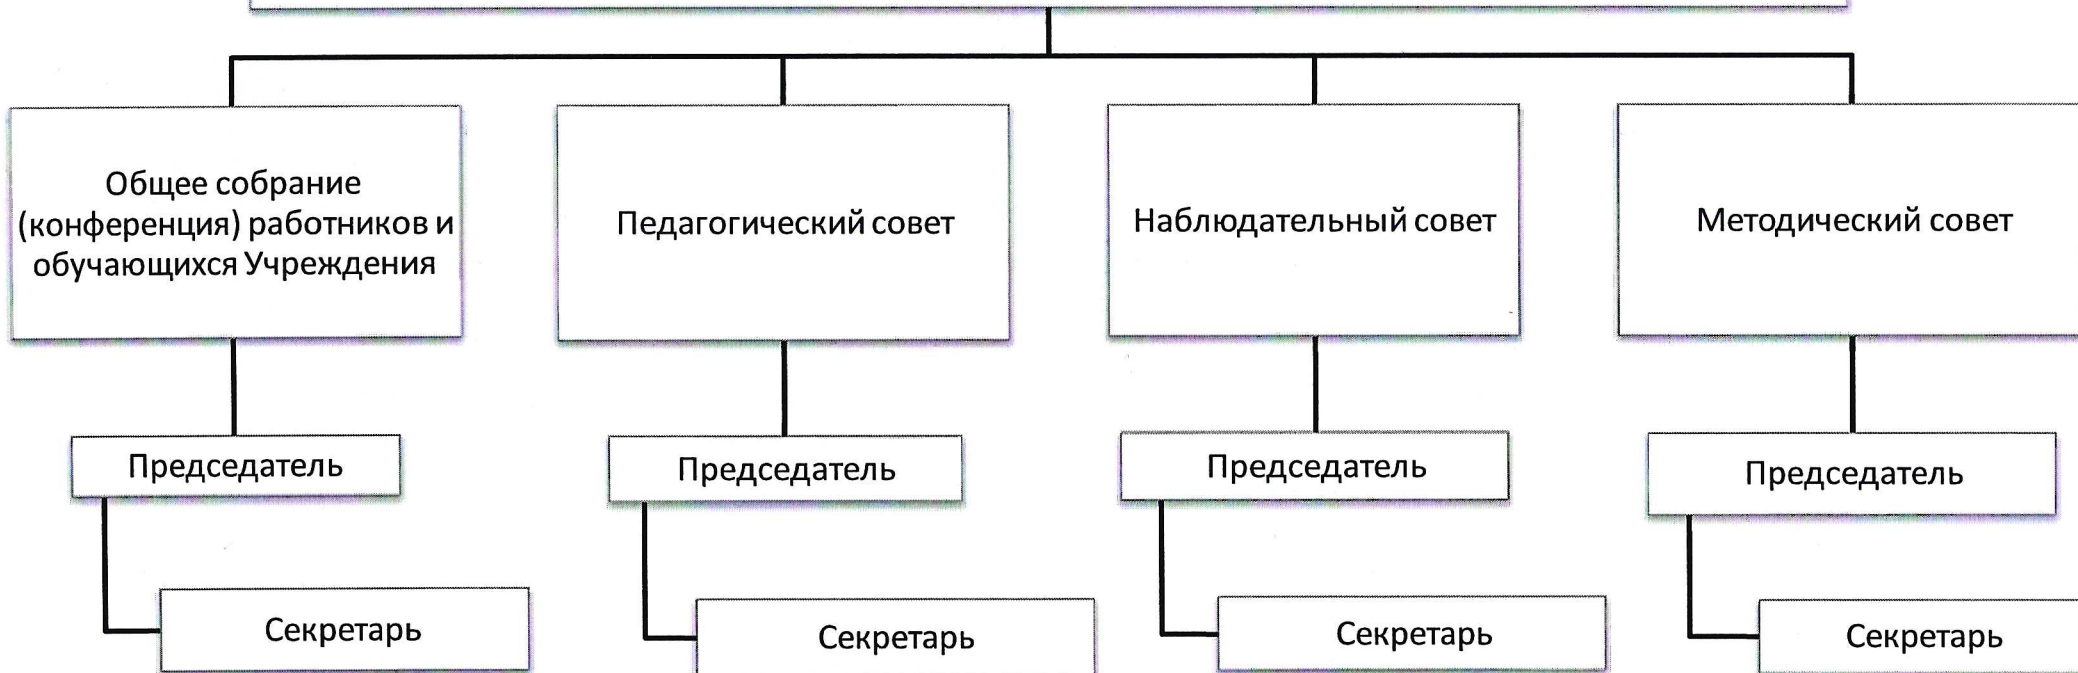 Общее собрание
(конференция) работников и
обучающихся Учреждения
Педагогический совет
Наблюдательный совет
Методический совет
Председатель
Председатель
Председатель
Председатель
Секретарь
Секретарь
Секретарь
Секретарь